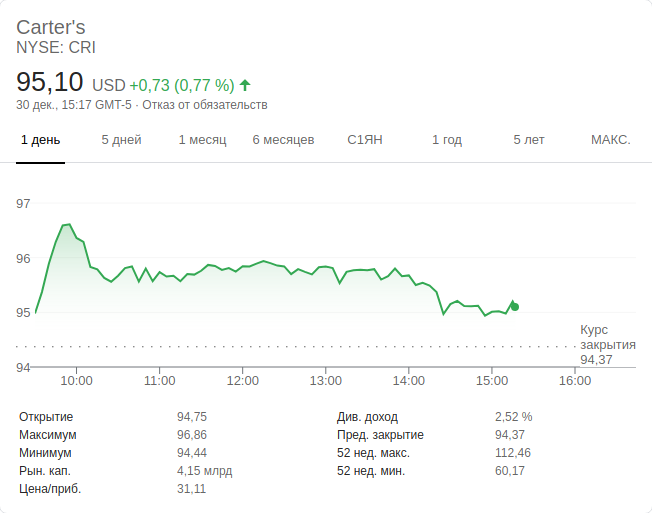 Carter's
NYSE: CRI
95,10 USD +0,73 (0,77 %)
30 дек., 15:17 GMT-5 · Отказ от обязательств
1 день 5 дней 1 месяц 6 месяцев С1ЯН 1 год 5 лет МАКС.
97
96
95
94
Курс
закрытия
94,37
10:00 11:00 12:00 13:00 14:00 15:00 16:00
Открытие 94,75 Див. доход 2,52 %
Максимум 96,86 Пред. закрытие 94,37
Минимум 94,44 52 нед. макс. 112,46
Рын. кап. 4,15 млрд 52 нед. мин. 60,17
Цена/приб. 31,11